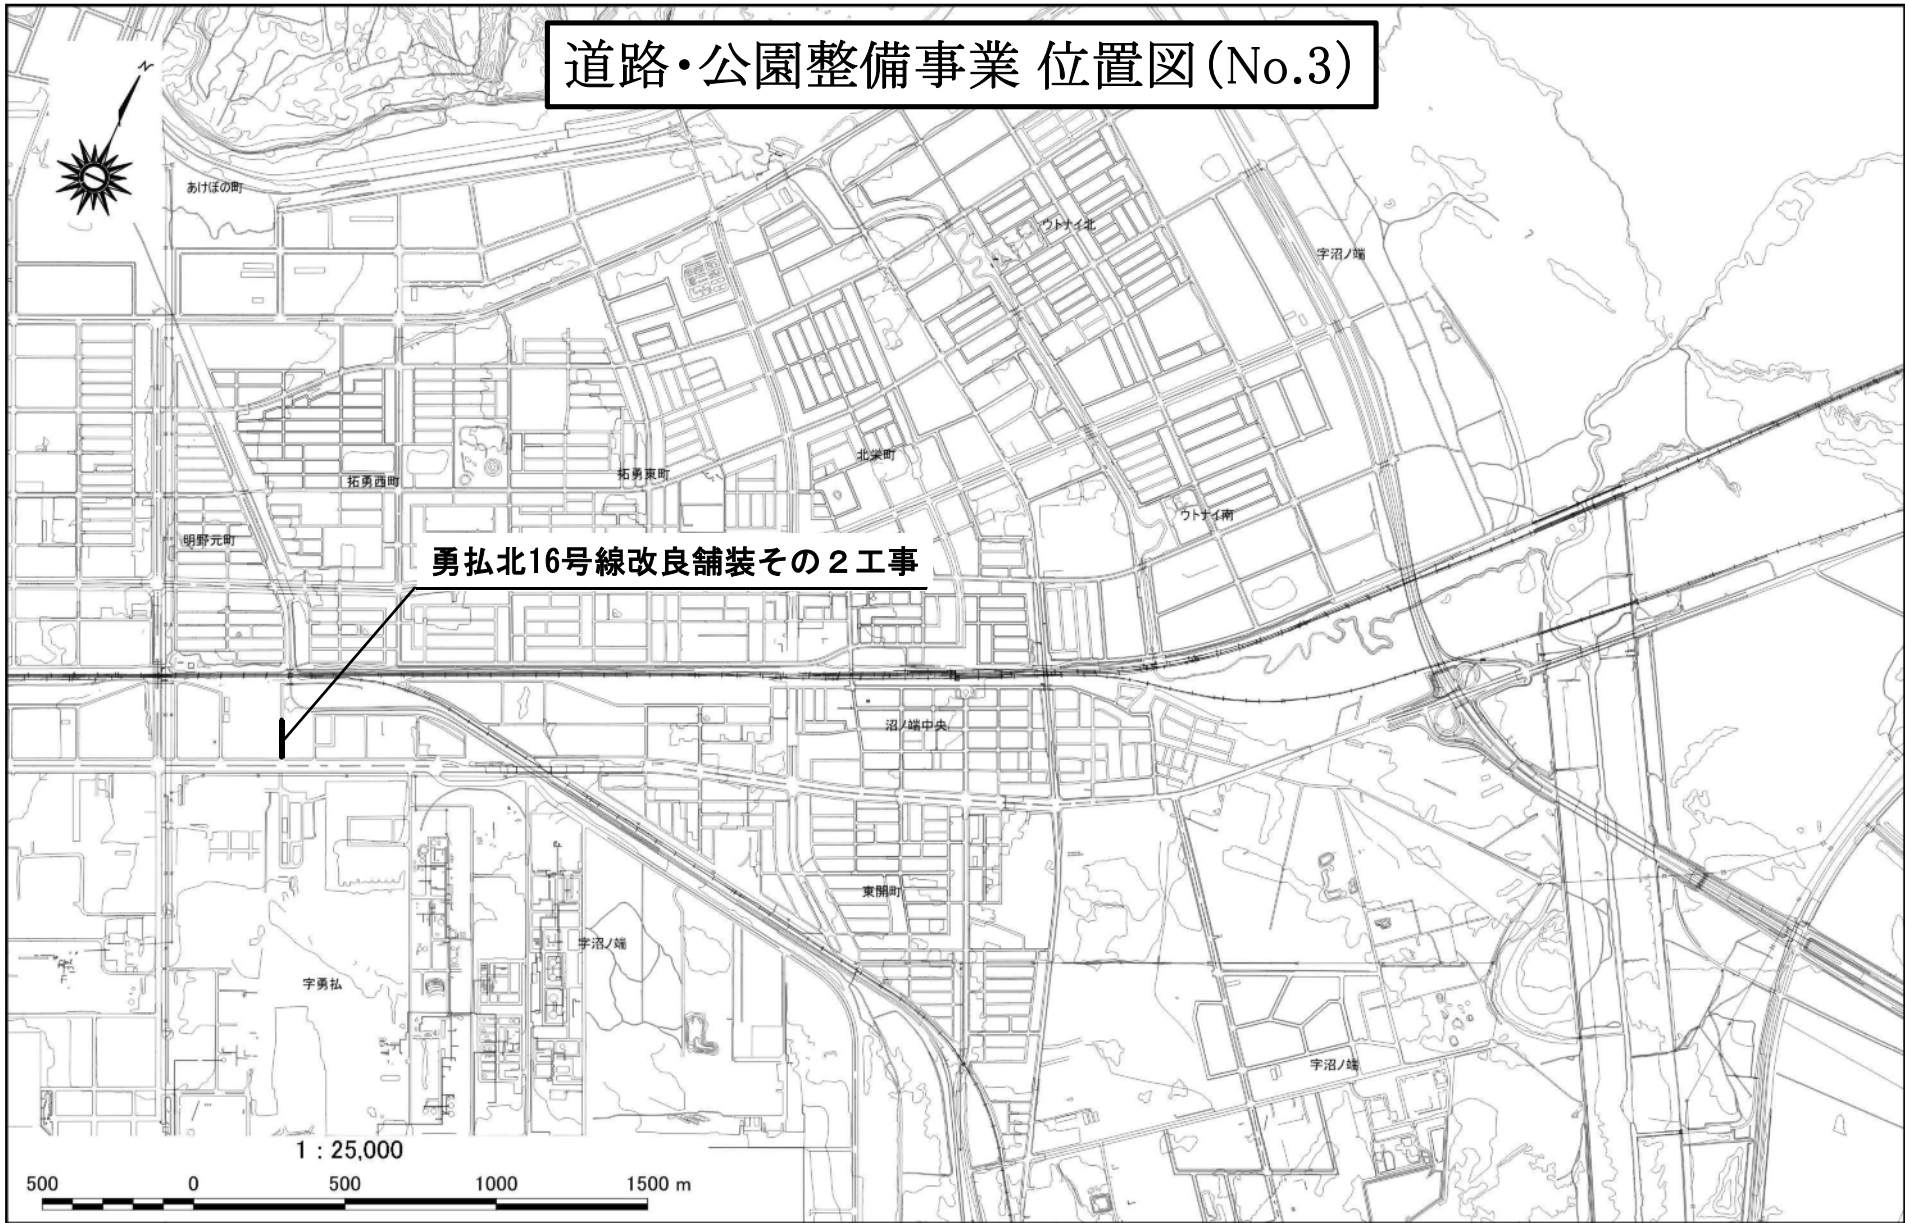 道路・公園整備事業 位置図(No.3)
N
あけぼの町
ウトナイ北
字沼ノ端
北栄町
拓勇東町
拓勇西町
ウトナイ南
明野元町
勇払北16号線改良舗装その2工事
沼ノ端中央
東開町
字沼ノ端
字勇払
字沼ノ端
1:25,000
500 0 500 1000 1500 m